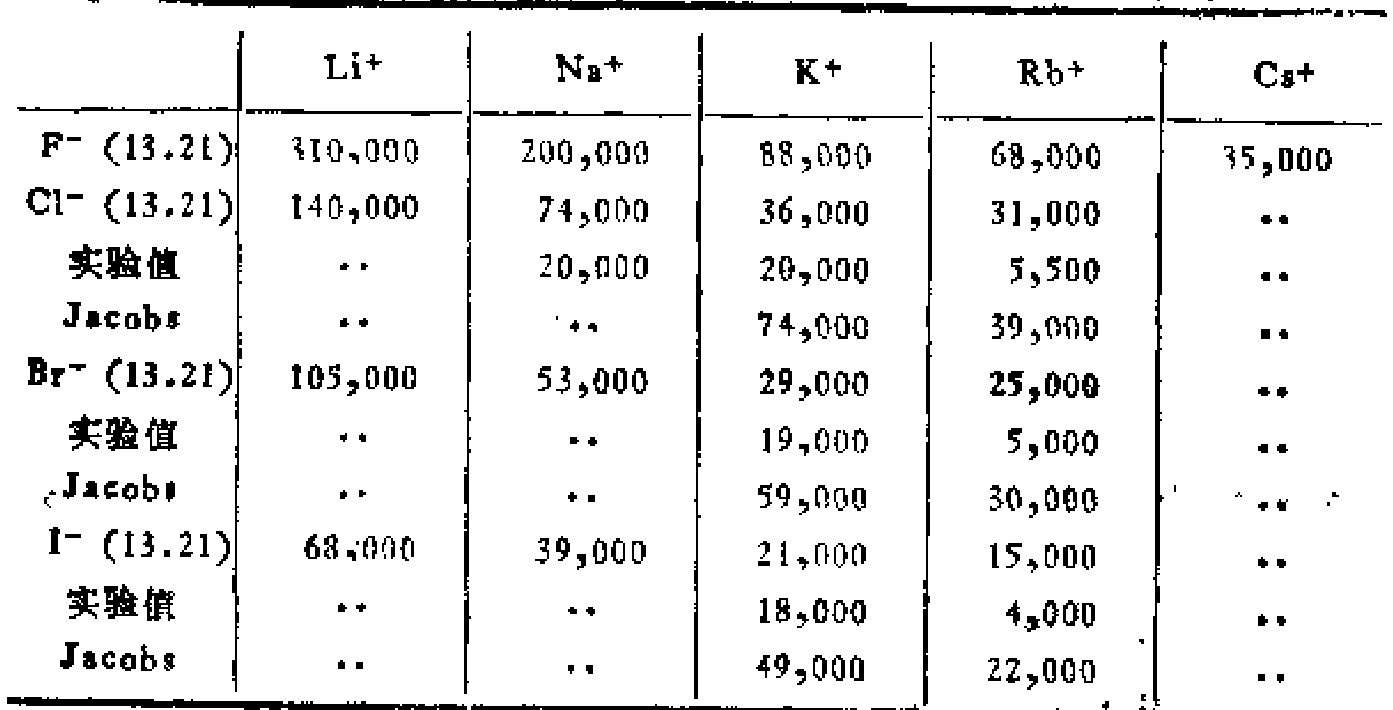 Li+ Na+ K+ Rb+ Cs+
F- (13.21) 310,000 200,000 88,000 68,000 35,000
Cl- (13.21) 140,000 74,000 36,000 31,000 ..
实验值 .. 20,000 20,000 5,500 ..
Jacobs .. .. 74,000 39,000 ..
Br- (13.21) 105,000 53,000 29,000 25,000 ..
实验值 .. .. 19,000 5,000 ..
Jacobs .. .. 59,000 30,000 ..
I- (13.21) 68,000 39,000 21,000 15,000 ..
实验值 .. .. 18,000 4,000 ..
Jacobs .. .. 49,000 22,000 ..